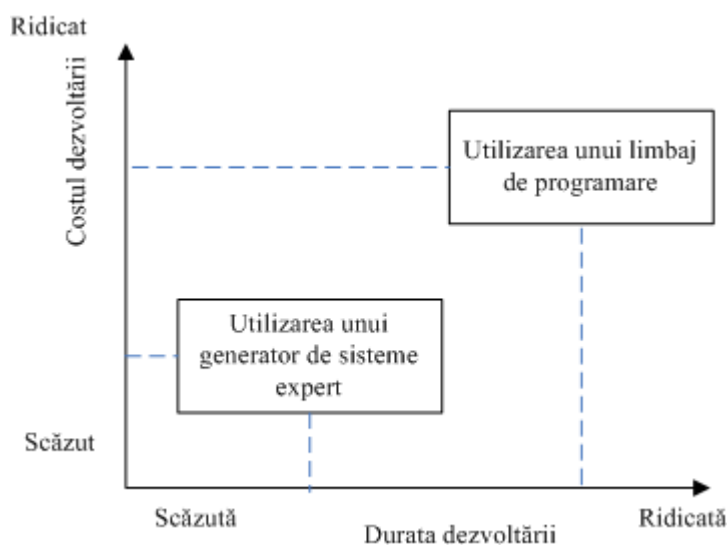 Ridicat
Costul dezvoltării
Utilizarea unui limbaj
de programare
Utilizarea unui
generator de sisteme
expert
Scăzut
Scăzută
Durata dezvoltării
Ridicată